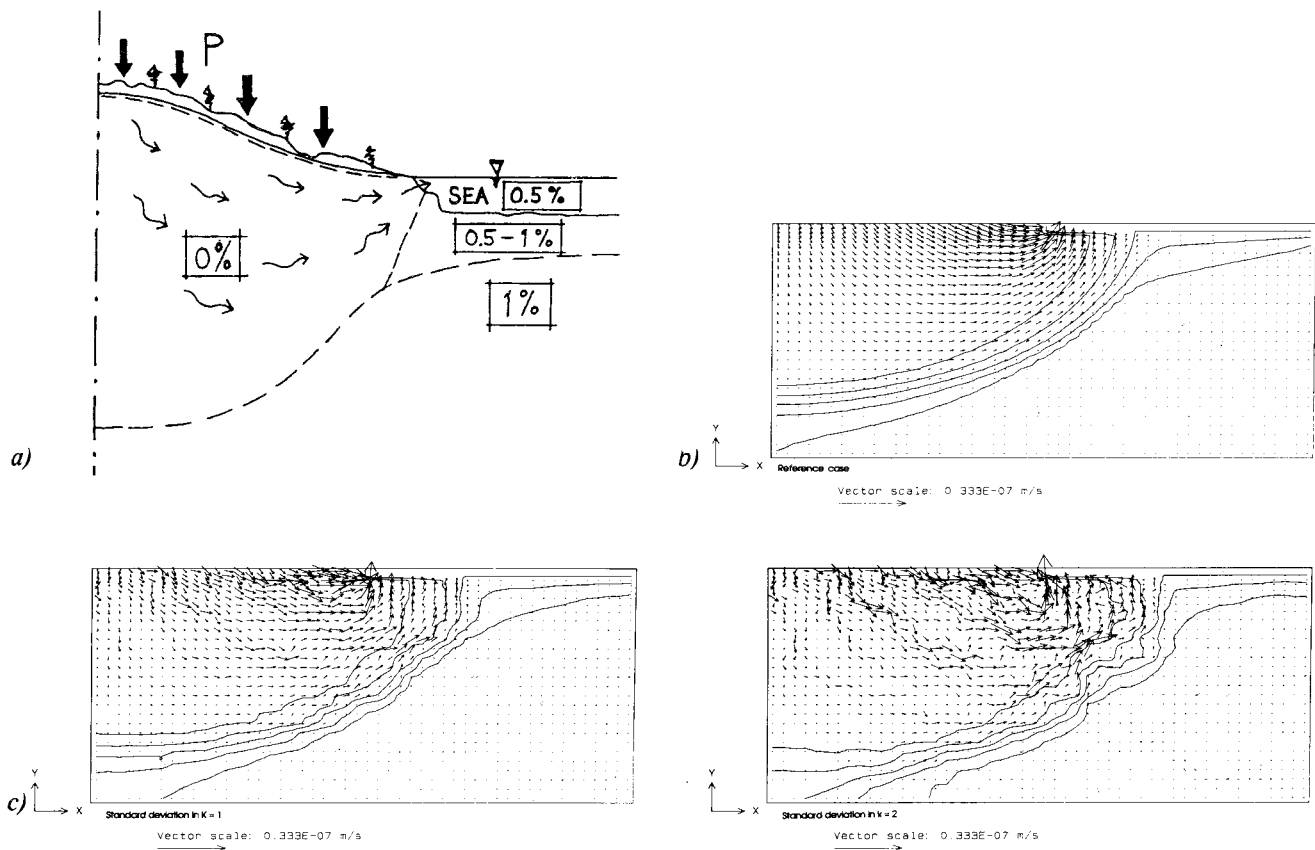 P
SEA 0.5%
0.5-1%
0%
1%
a)
b)
Y
X
Reference case
Vector scale: 0 333E-07 m/s
c)
Y
X
Standard deviation in K = 1
Vector scale: 0.333E-07 m/s
Y
X
Standard deviation in k = 2
Vector scale: 0.333E-07 m/s